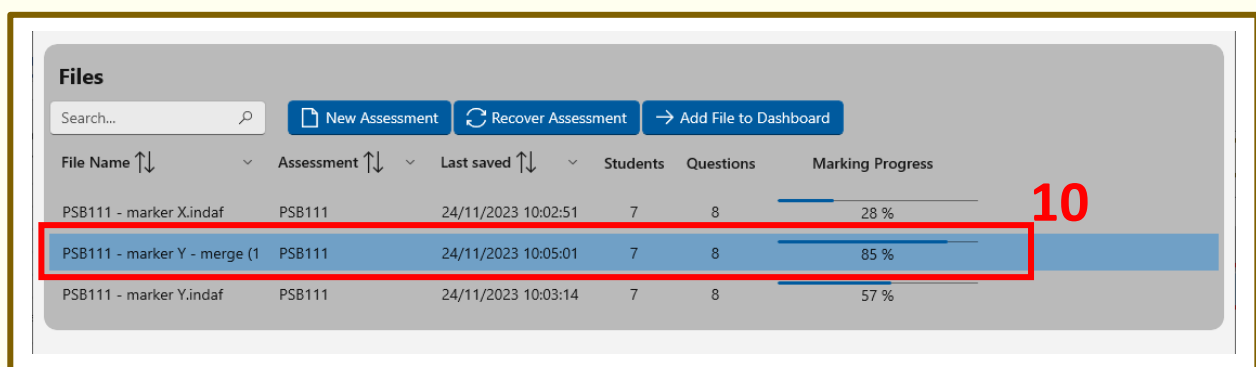 Files
Search... New Assessment Recover Assessment Add File to Dashboard
File Name Assessment Last saved Students Questions Marking Progress
PSB111 - marker X.indaf PSB111 24/11/2023 10:02:51 7 8 28 %
10
PSB111 - marker Y - merge (1 PSB111 24/11/2023 10:05:01 7 8 85 %
PSB111 - marker Y.indaf PSB111 24/11/2023 10:03:14 7 8 57 %